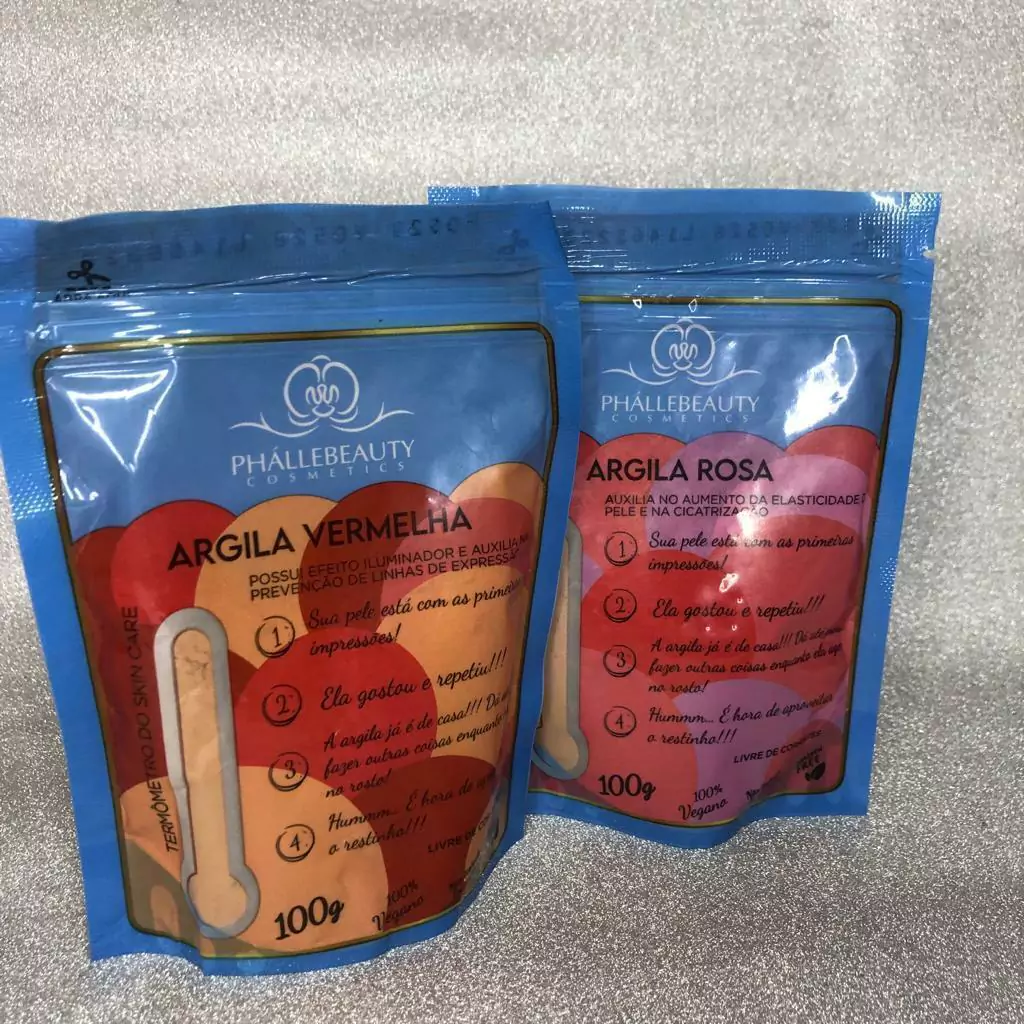 PHÁLLEBEAUTY
COSMETICS
ARGILA VERMELHA
POSSUI EFEITO ILUMINADOR E AUXILIA NA
PREVENÇÃO DE LINHAS DE EXPRESSÃO
TERMÔMETRO DO SKIN CARE
1 Sua pele está com as primeiras
impressões!
2 Ela gostou e repetiu!!!
3 A argila já é de casa!!! Dá
fazer outras coisas enquanto
no rosto!
4 Hummm... É hora de
o restinho!!!
LIVRE DE
100g
100%
Vegano
PHÁLLEBEAUTY
COSMETICS
ARGILA ROSA
AUXILIA NO AUMENTO DA ELASTICIDADE
PELE E NA CICATRIZAÇÃO
1 Sua pele está com as primeiras
impressões!
2 Ela gostou e repetiu!!!
3 A argila já é de casa!!! Dá até para
fazer outras coisas enquanto ela age
no rosto!
4 Hummm... É hora de aproveitar
o restinho!!!
LIVRE DE
100g
100%
Vegano
FREE